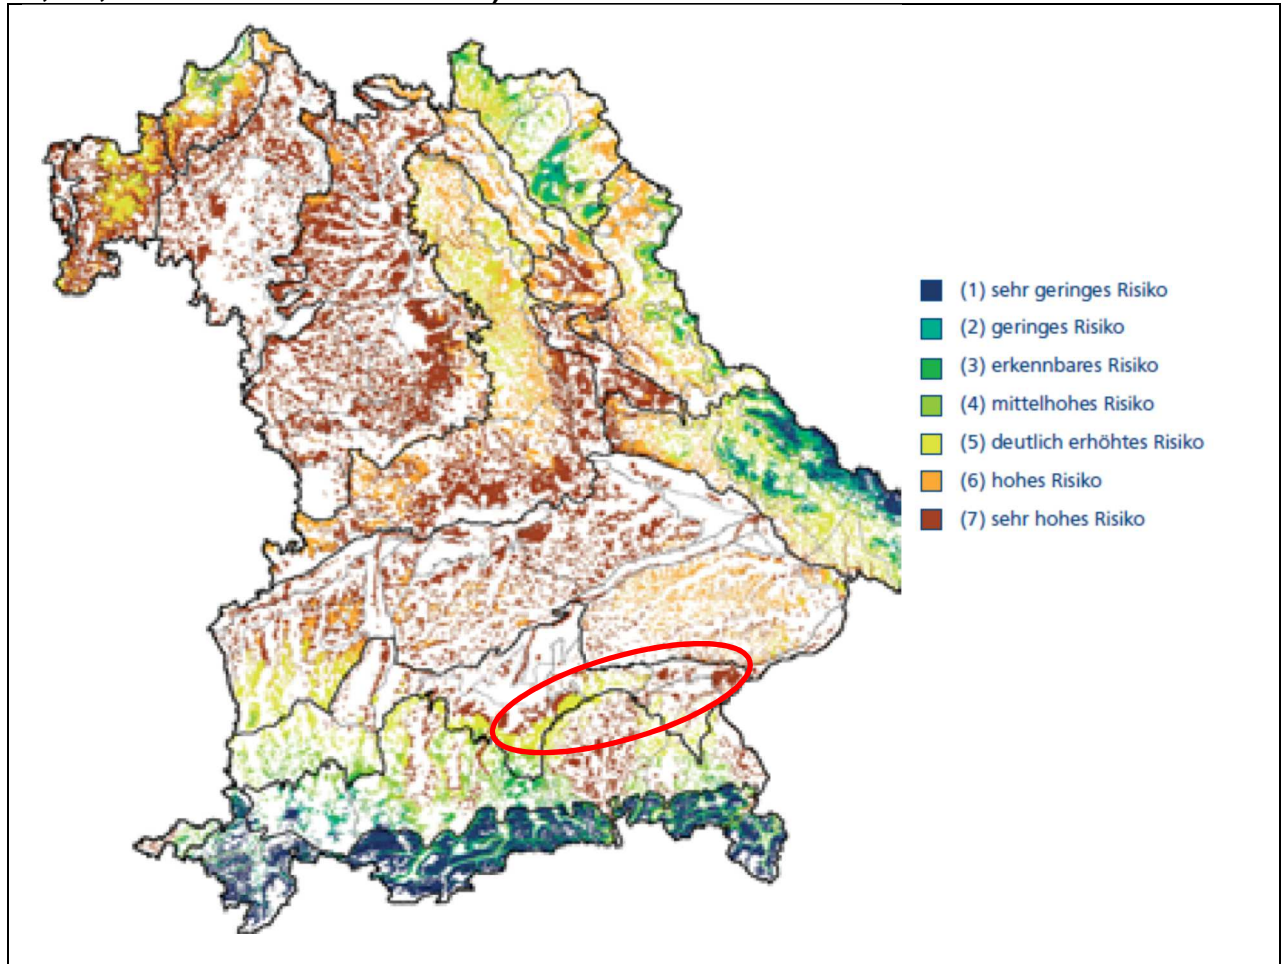 (1) sehr geringes Risiko
(2) geringes Risiko
(3) erkennbares Risiko
(4) mittelhohes Risiko
(5) deutlich erhöhtes Risiko
(6) hohes Risiko
(7) sehr hohes Risiko